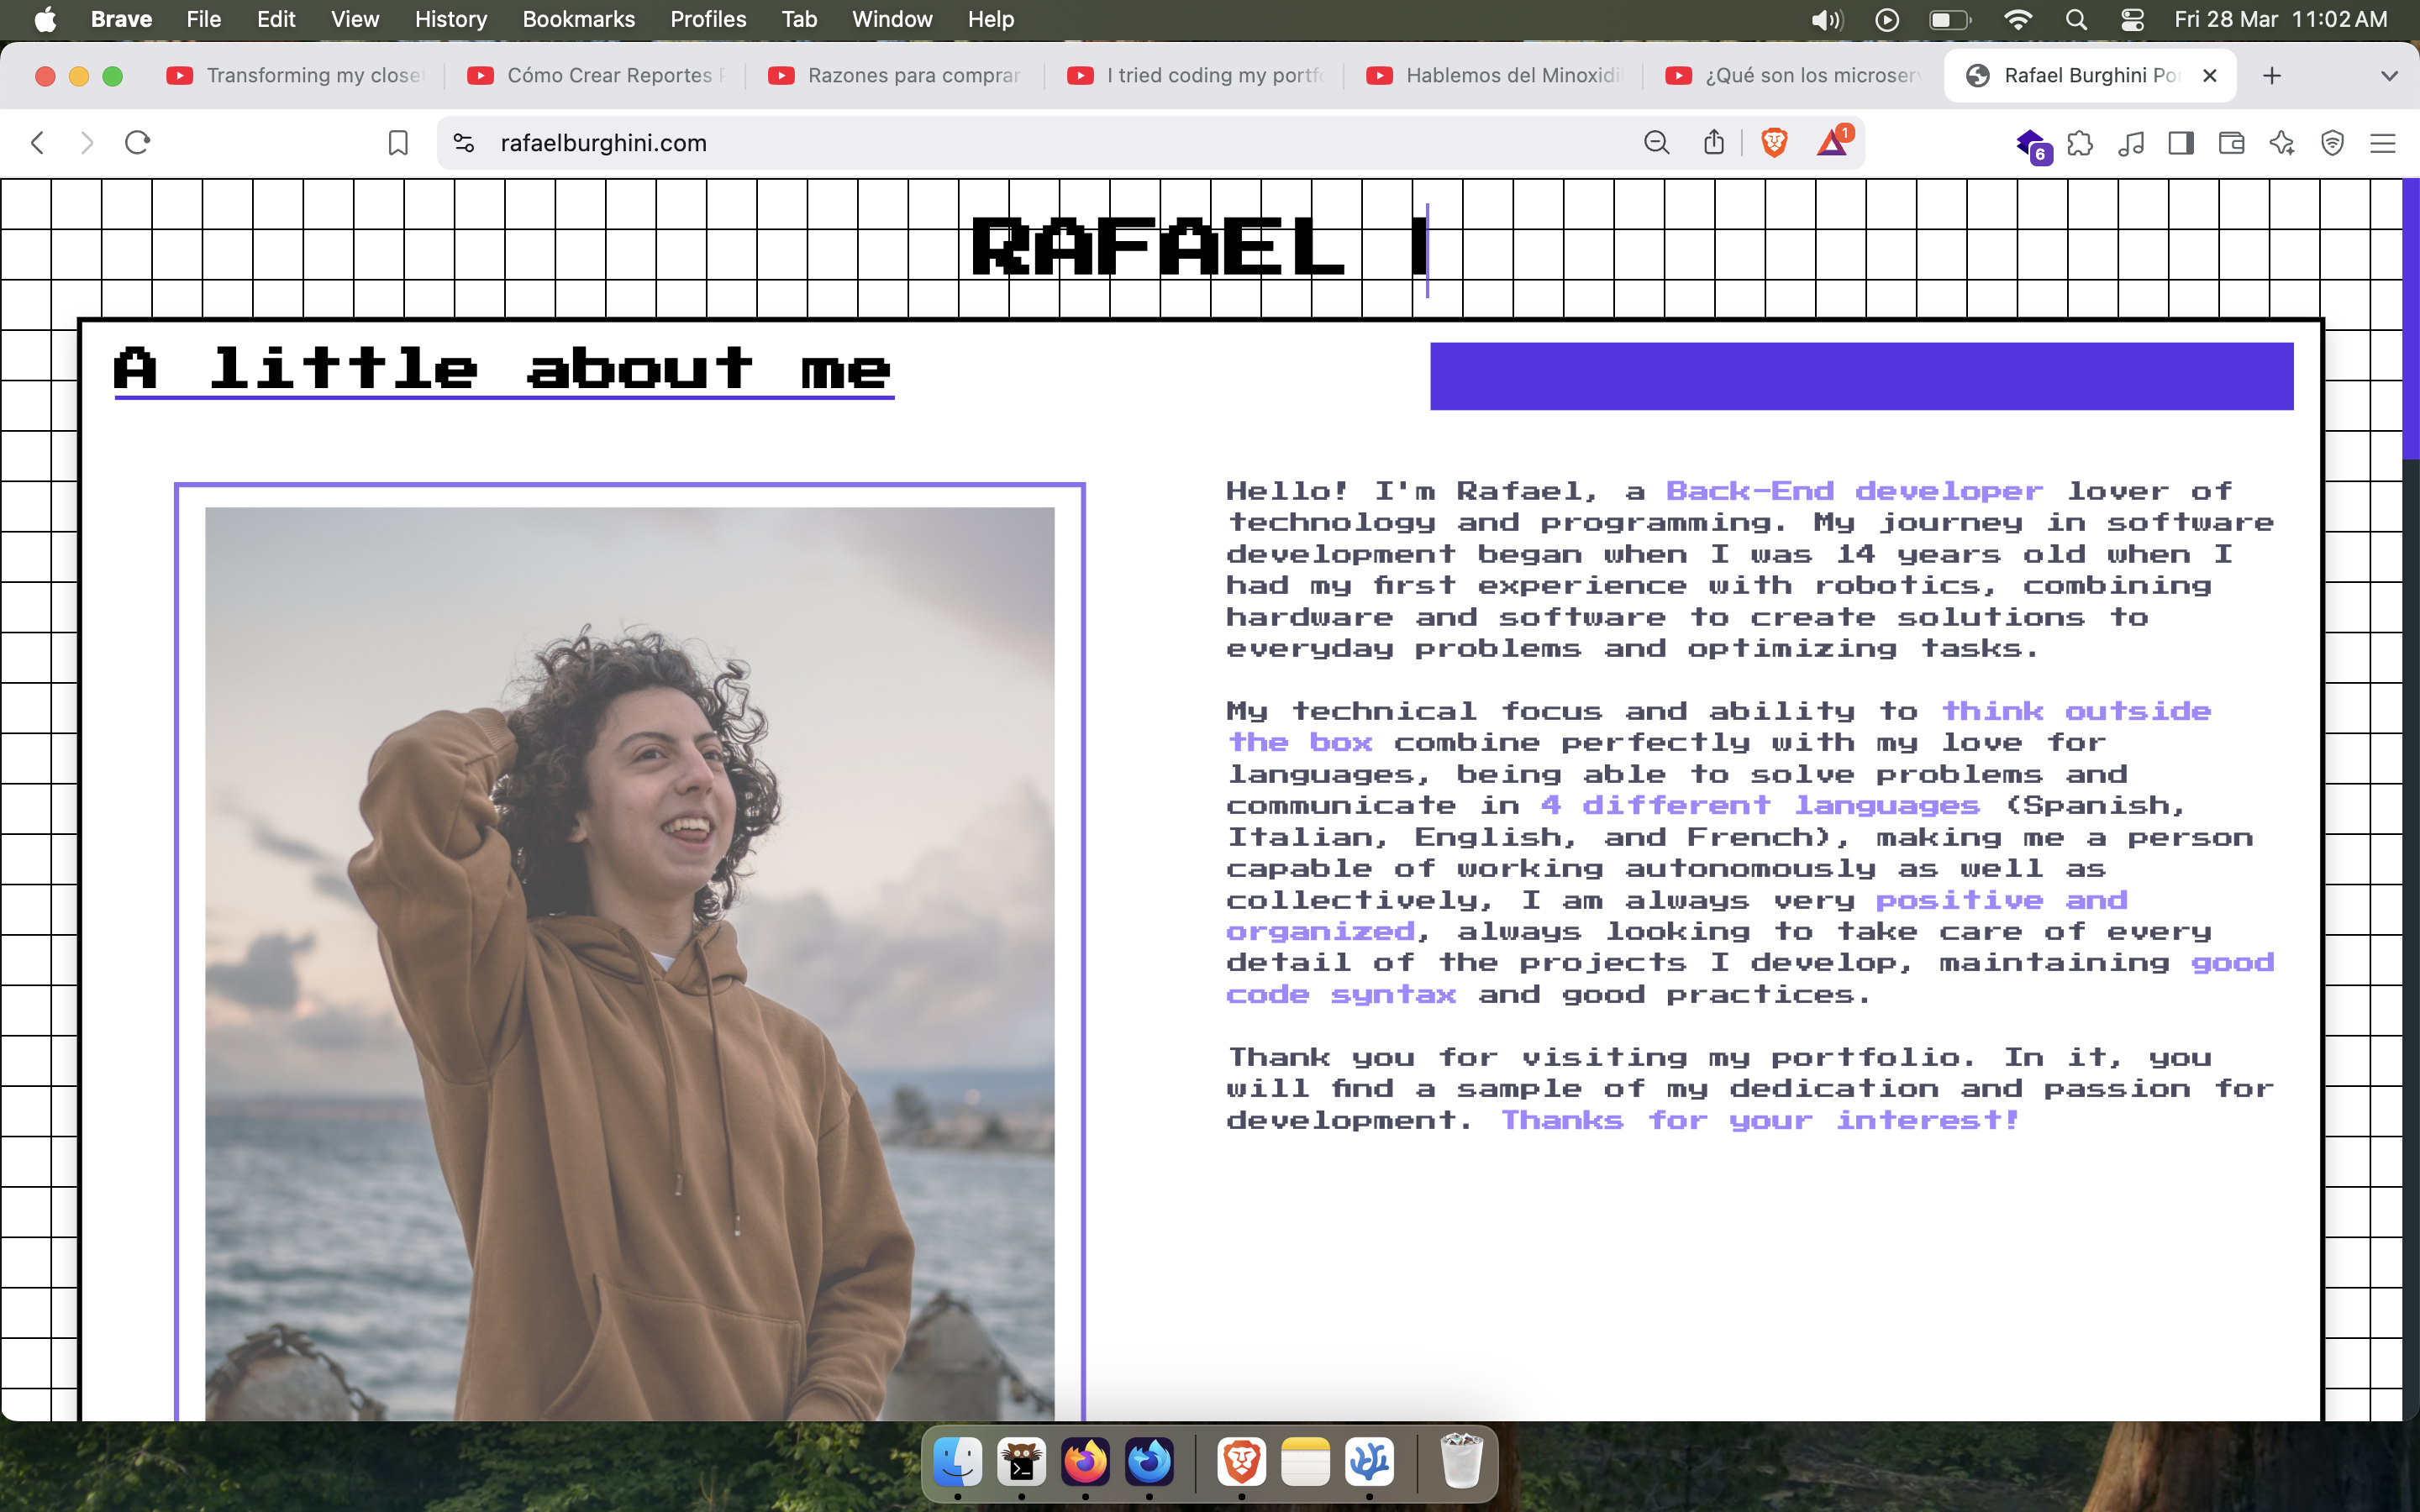 Brave File Edit View History Bookmarks Profiles Tab Window Help Fri 28 Mar 11:02 AM
Transforming my closet Cómo Crear Reportes Razones para comprar I tried coding my Hablemos del Minoxidil ¿Qué son los Rafael Burghini
rafaelburghini.com 1 6
RAFAEL
A little about me
Hello! I'm Rafael, a Back-End developer lover of
technology and programming. My journey in software
development began when I was 14 years old when I
had my first experience with robotics, combining
hardware and software to create solutions to
everyday problems and optimizing tasks.
My technical focus and ability to think outside
the box combine perfectly with my love for
languages, being able to solve problems and
communicate in 4 different languages (Spanish,
Italian, English, and French), making me a person
capable of working autonomously as well as
collectively, I am always very positive and
organized, always looking to take care of every
detail of the projects I develop, maintaining good
code syntax and good practices.
Thank you for visiting my portfolio. In it, you
will find a sample of my dedication and passion for
development. Thanks for your interest!